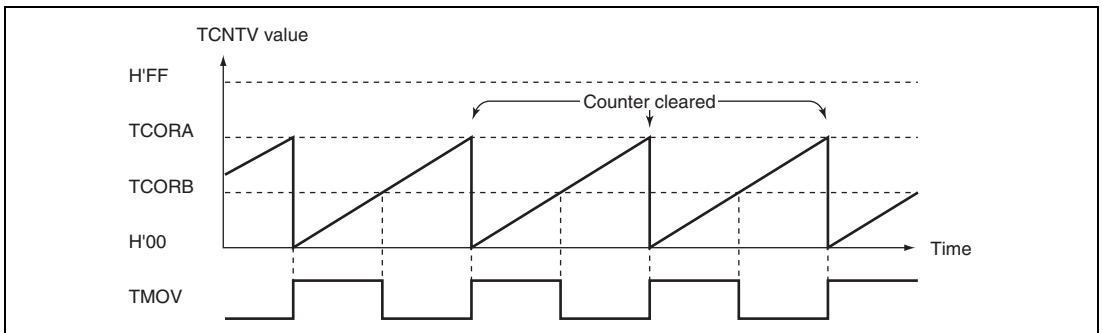 TCNTV value
H'FF
Counter cleared
TCORA
TCORB
H'00
Time
TMOV